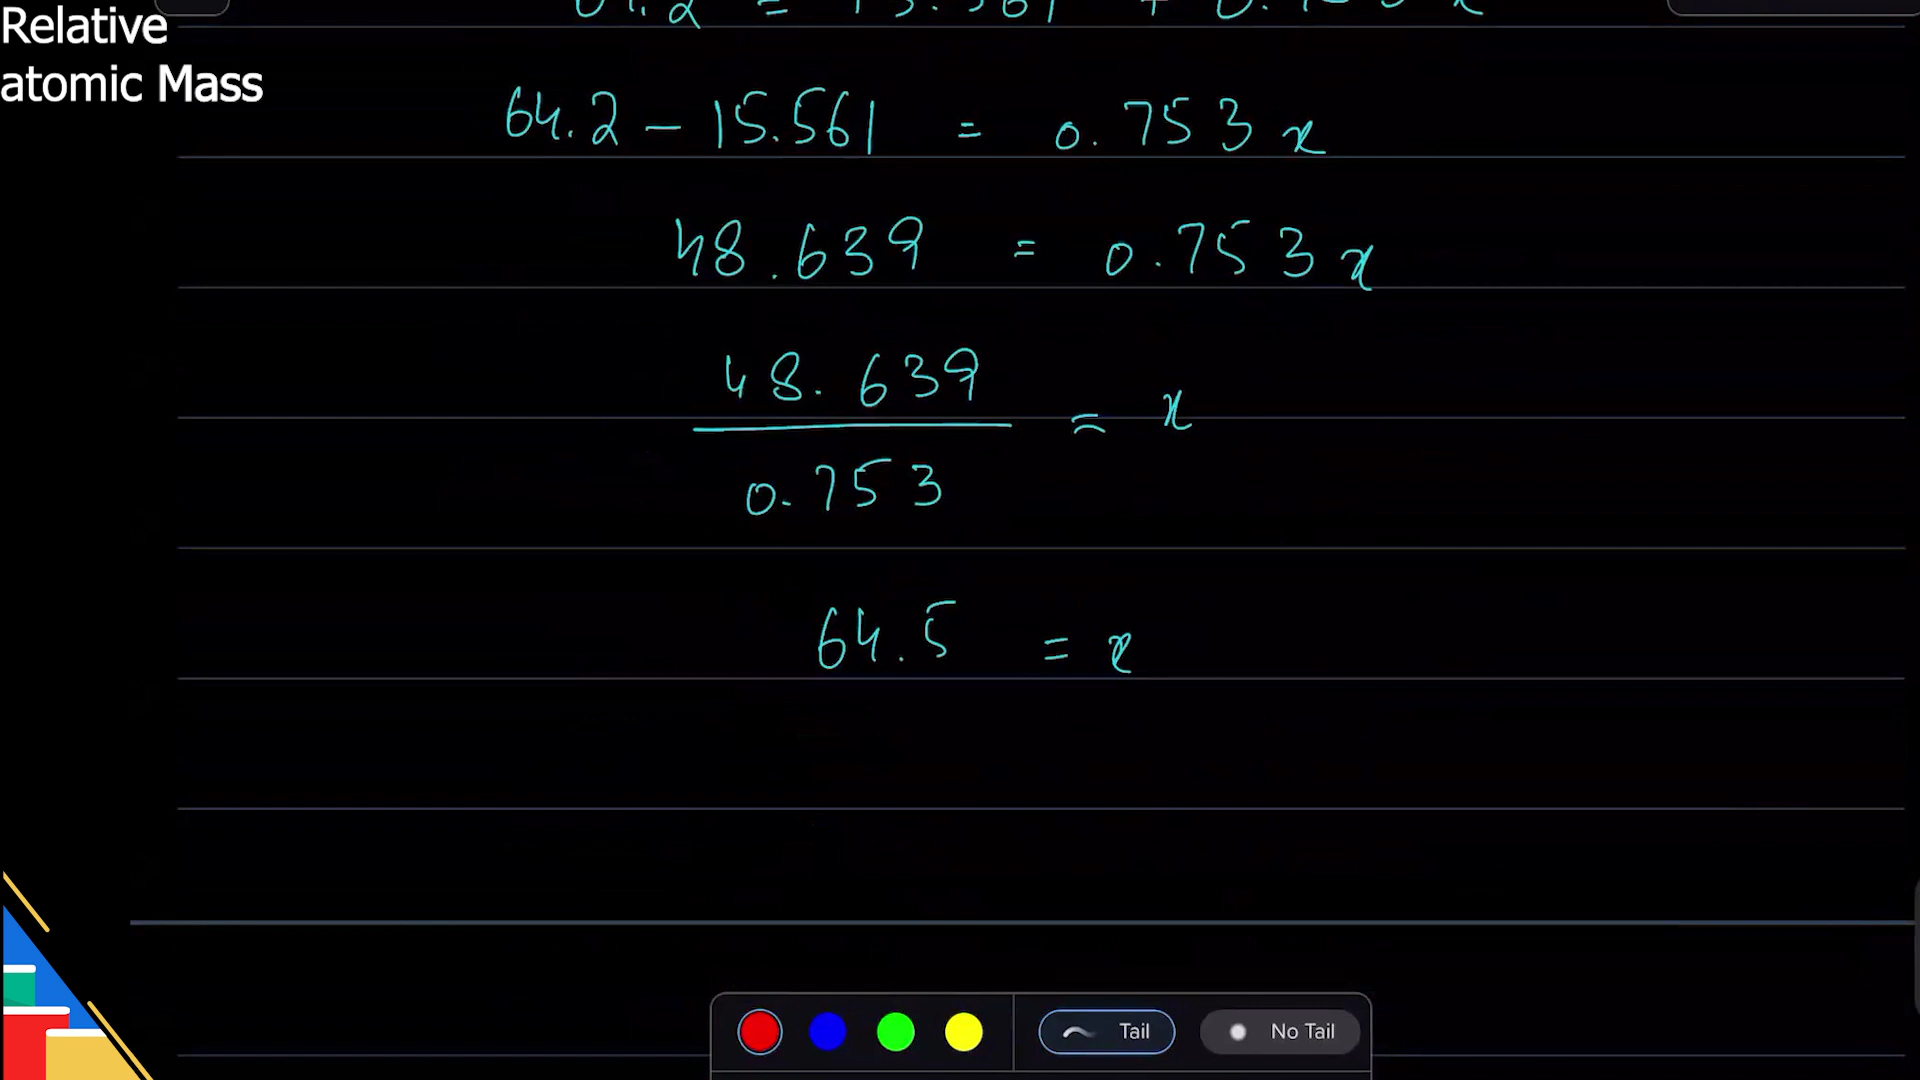 Relative
atomic Mass
64.2 - 15.561 = 0.753 x
48.639 = 0.753 x
48.639
= x
0.753
64.5 = x
Tail No Tail